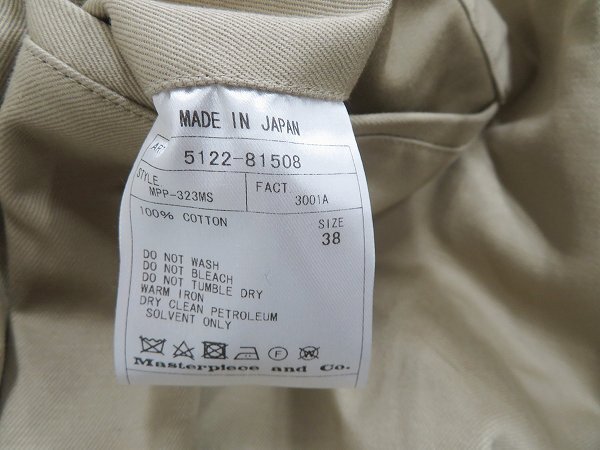 MADE IN JAPAN
AR 5122-81508
STYLE FACT.
MPP-323MS 3001A
100% COTTON SIZE
38
DO NOT WASH
DO NOT BLEACH
DO NOT TUMBLE DRY
WARM IRON
DRY CLEAN PETROLEUM
SOLVENT ONLY
F W
Masterpiece and Co.